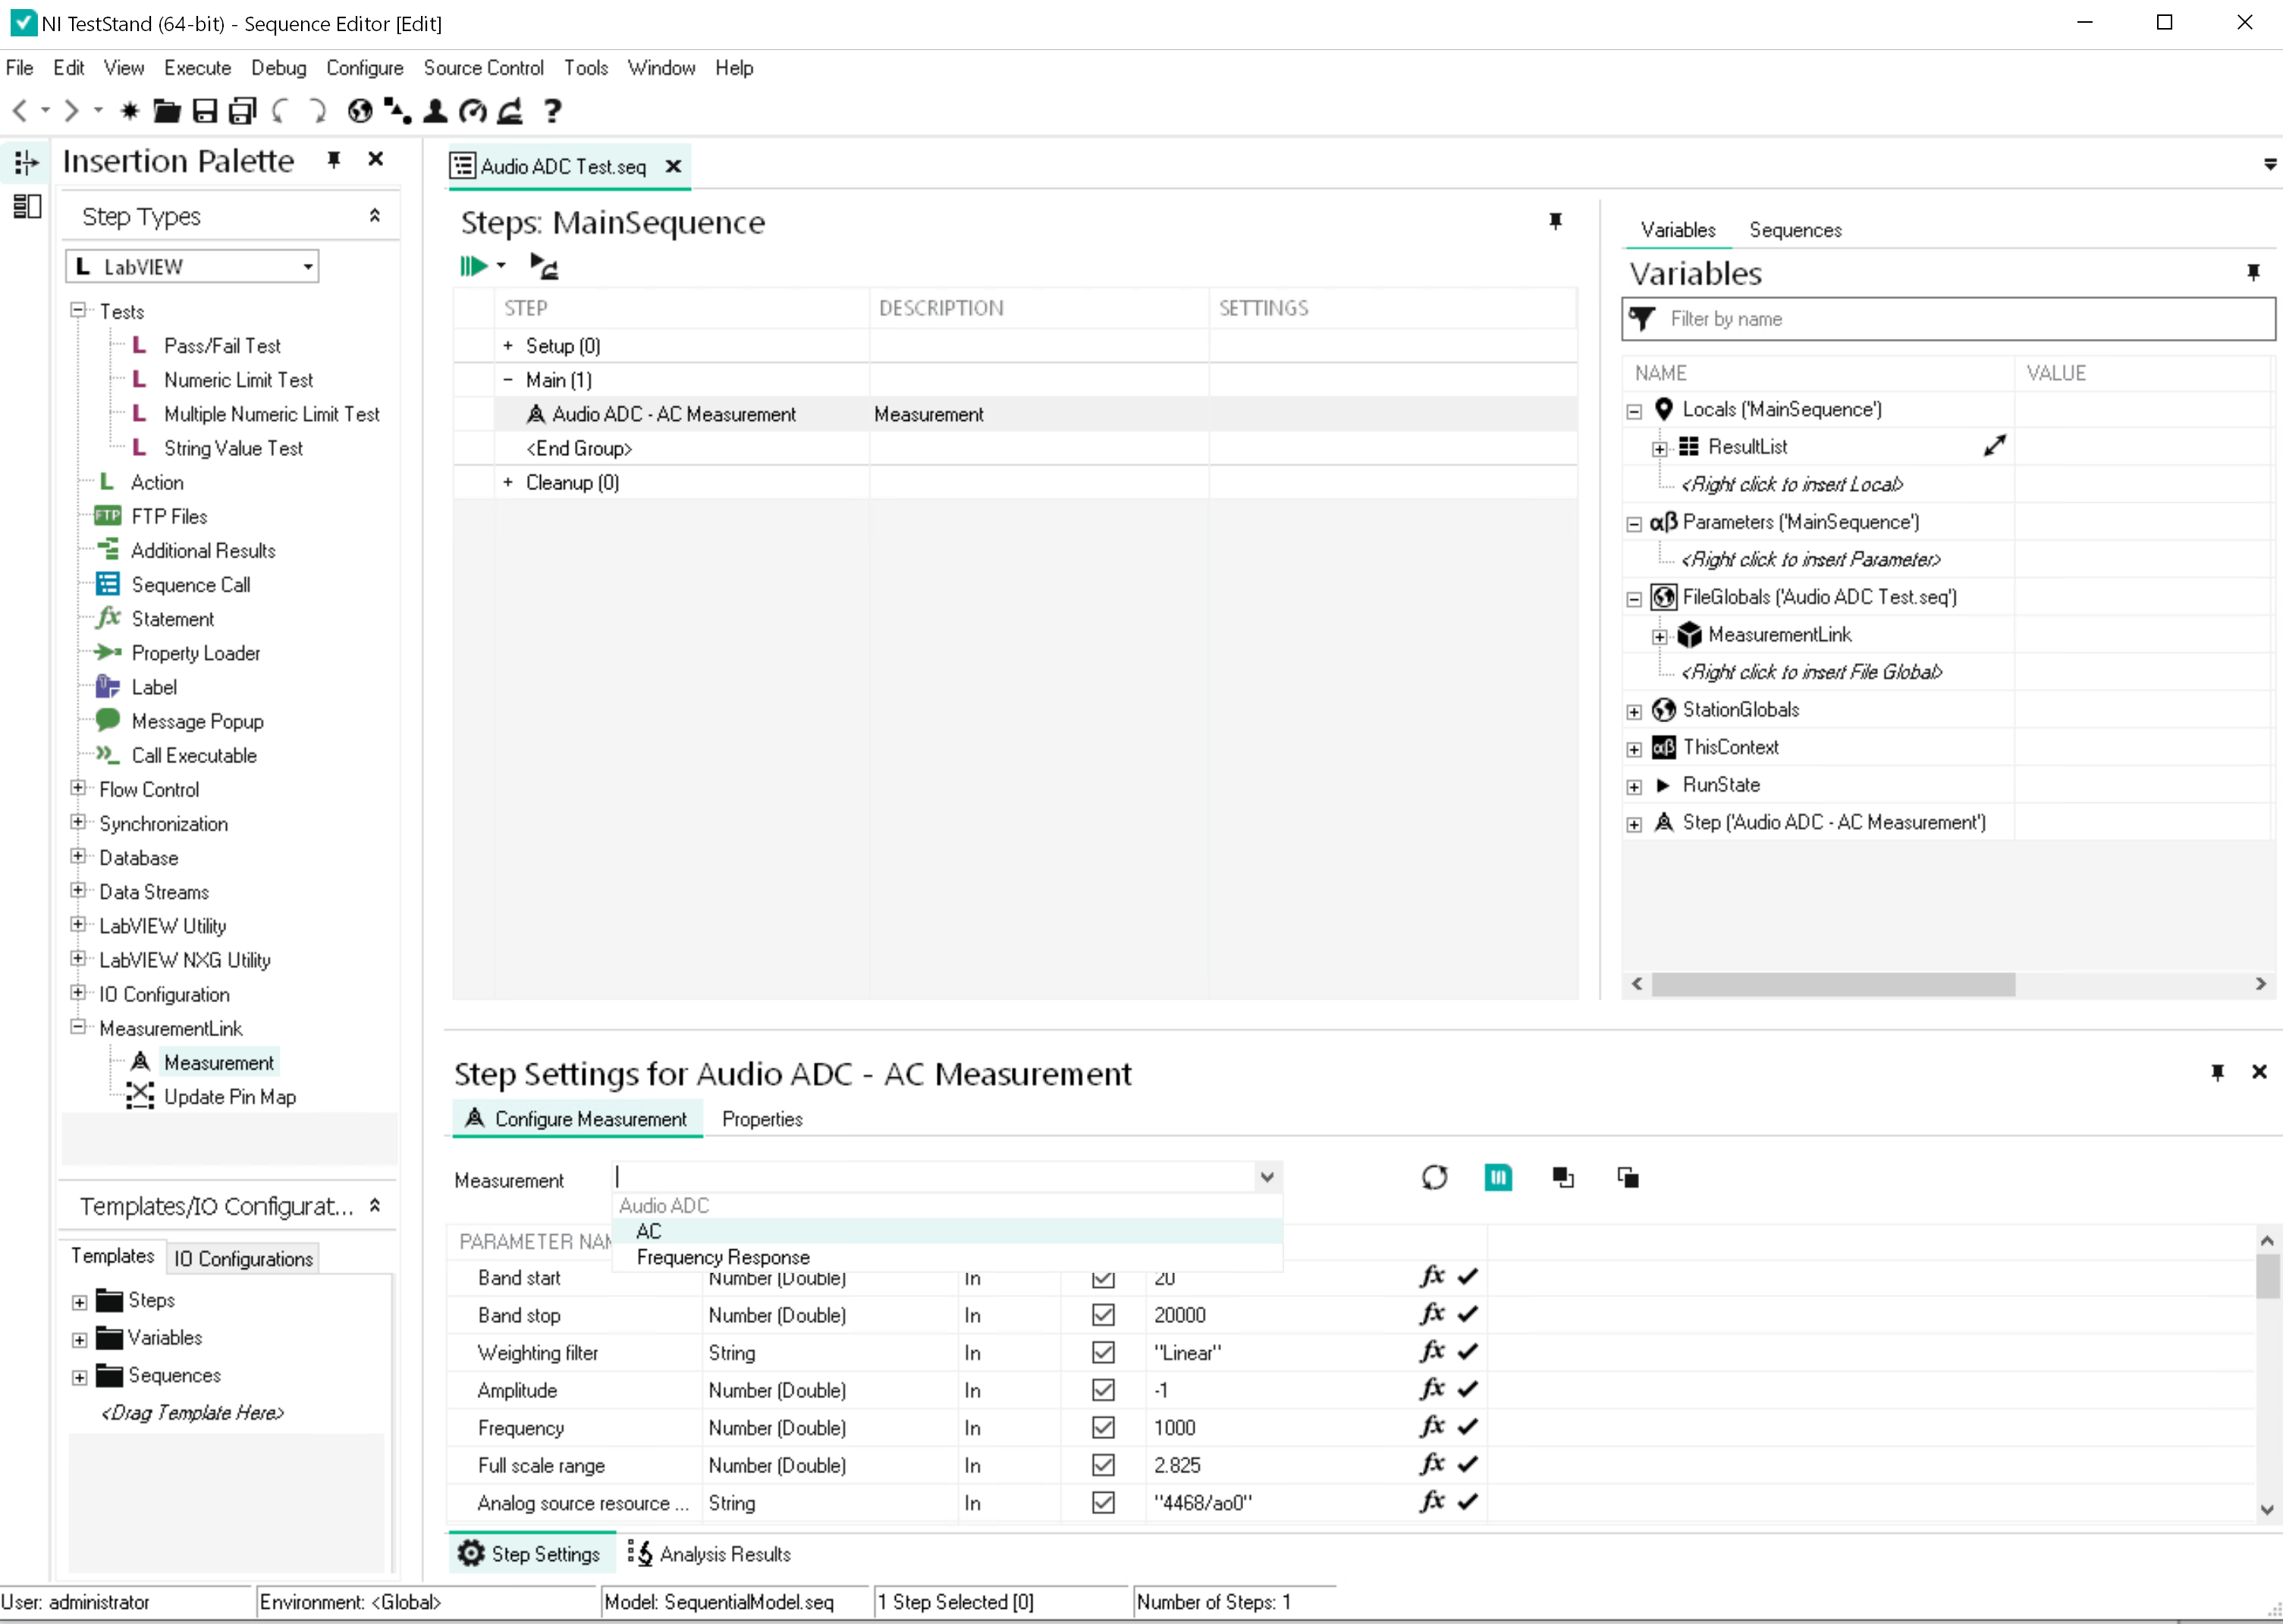 NI TestStand (64-bit) - Sequence Editor [Edit]
File Edit View Execute Debug Configure Source Control Tools Window Help
Insertion Palette
Step Types
L LabVIEW
Tests
L Pass/Fail Test
L Numeric Limit Test
L Multiple Numeric Limit Test
L String Value Test
L Action
FTP FTP Files
Additional Results
Sequence Call
fx Statement
Property Loader
Label
Message Popup
Call Executable
Flow Control
Synchronization
Database
Data Streams
LabVIEW Utility
LabVIEW NXG Utility
IO Configuration
MeasurementLink
Measurement
Update Pin Map
Templates/IO Configurat...
Templates IO Configurations
Steps
Variables
Sequences
<Drag Template Here>
Audio ADC Test.seq
Steps: MainSequence
STEP DESCRIPTION SETTINGS
+ Setup (0)
− Main (1)
Audio ADC - AC Measurement Measurement
<End Group>
+ Cleanup (0)
Variables Sequences
Variables
Filter by name
NAME VALUE
Locals ('MainSequence')
ResultList
<Right click to insert Local>
αβ Parameters ('MainSequence')
<Right click to insert Parameter>
FileGlobals ('Audio ADC Test.seq')
MeasurementLink
<Right click to insert File Global>
StationGlobals
αβ ThisContext
RunState
Step ('Audio ADC - AC Measurement')
Step Settings for Audio ADC - AC Measurement
Configure Measurement Properties
Measurement
Audio ADC
AC
Frequency Response
PARAMETER NAM
Band start Number (Double) In 20 fx
Band stop Number (Double) In 20000 fx
Weighting filter String In "Linear" fx
Amplitude Number (Double) In -1 fx
Frequency Number (Double) In 1000 fx
Full scale range Number (Double) In 2.825 fx
Analog source resource ... String In "4468/ao0" fx
Step Settings Analysis Results
User: administrator Environment: <Global> Model: SequentialModel.seq 1 Step Selected [0] Number of Steps: 1